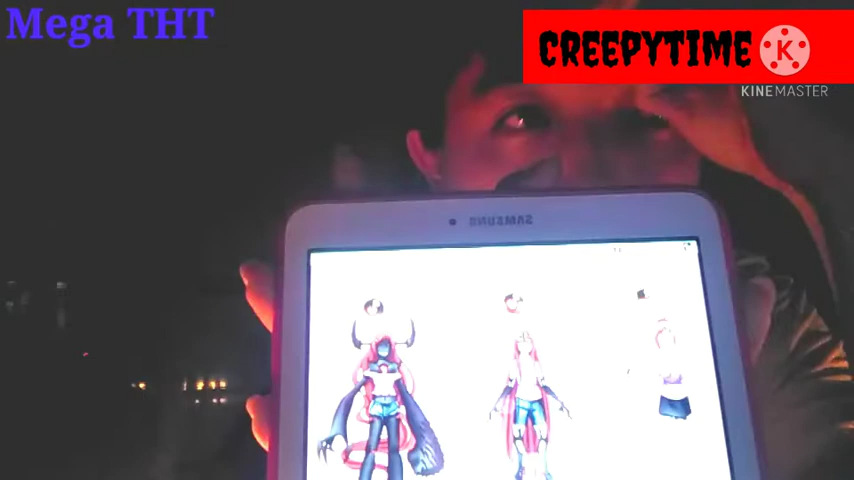 Mega THT
CREEPYTIME
K
KINEMASTER
SAMSUNG